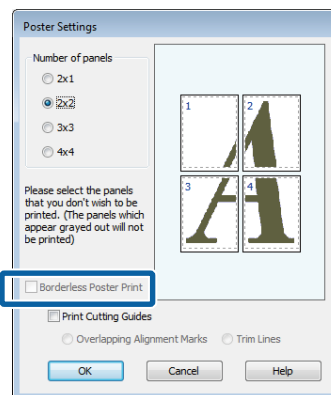 Poster Settings
Number of panels
2x1
2x2
3x3
4x4
1
2
3
4
Please select the panels
that you don't wish to be
printed. (The panels which
appear grayed out will not
be printed)
Borderless Poster Print
Print Cutting Guides
Overlapping Alignment Marks Trim Lines
OK Cancel Help